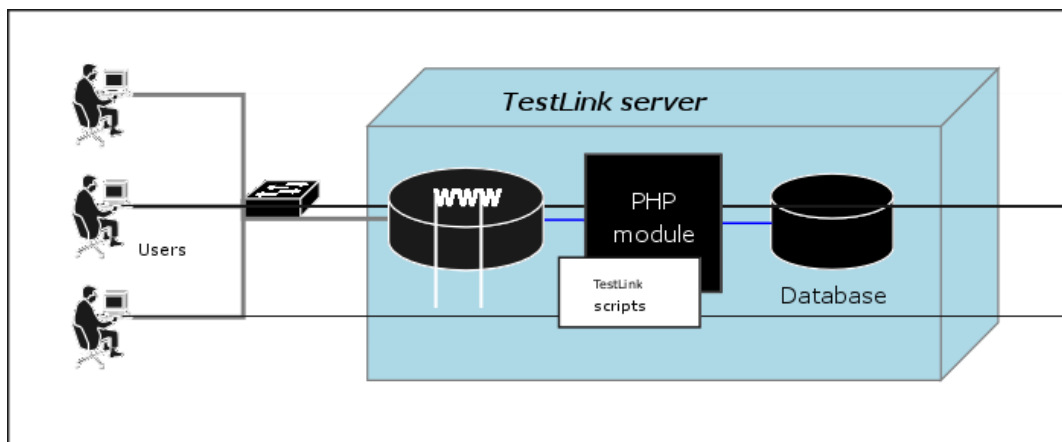 TestLink server
WWW
PHP
module
Users
TestLink
scripts
Database